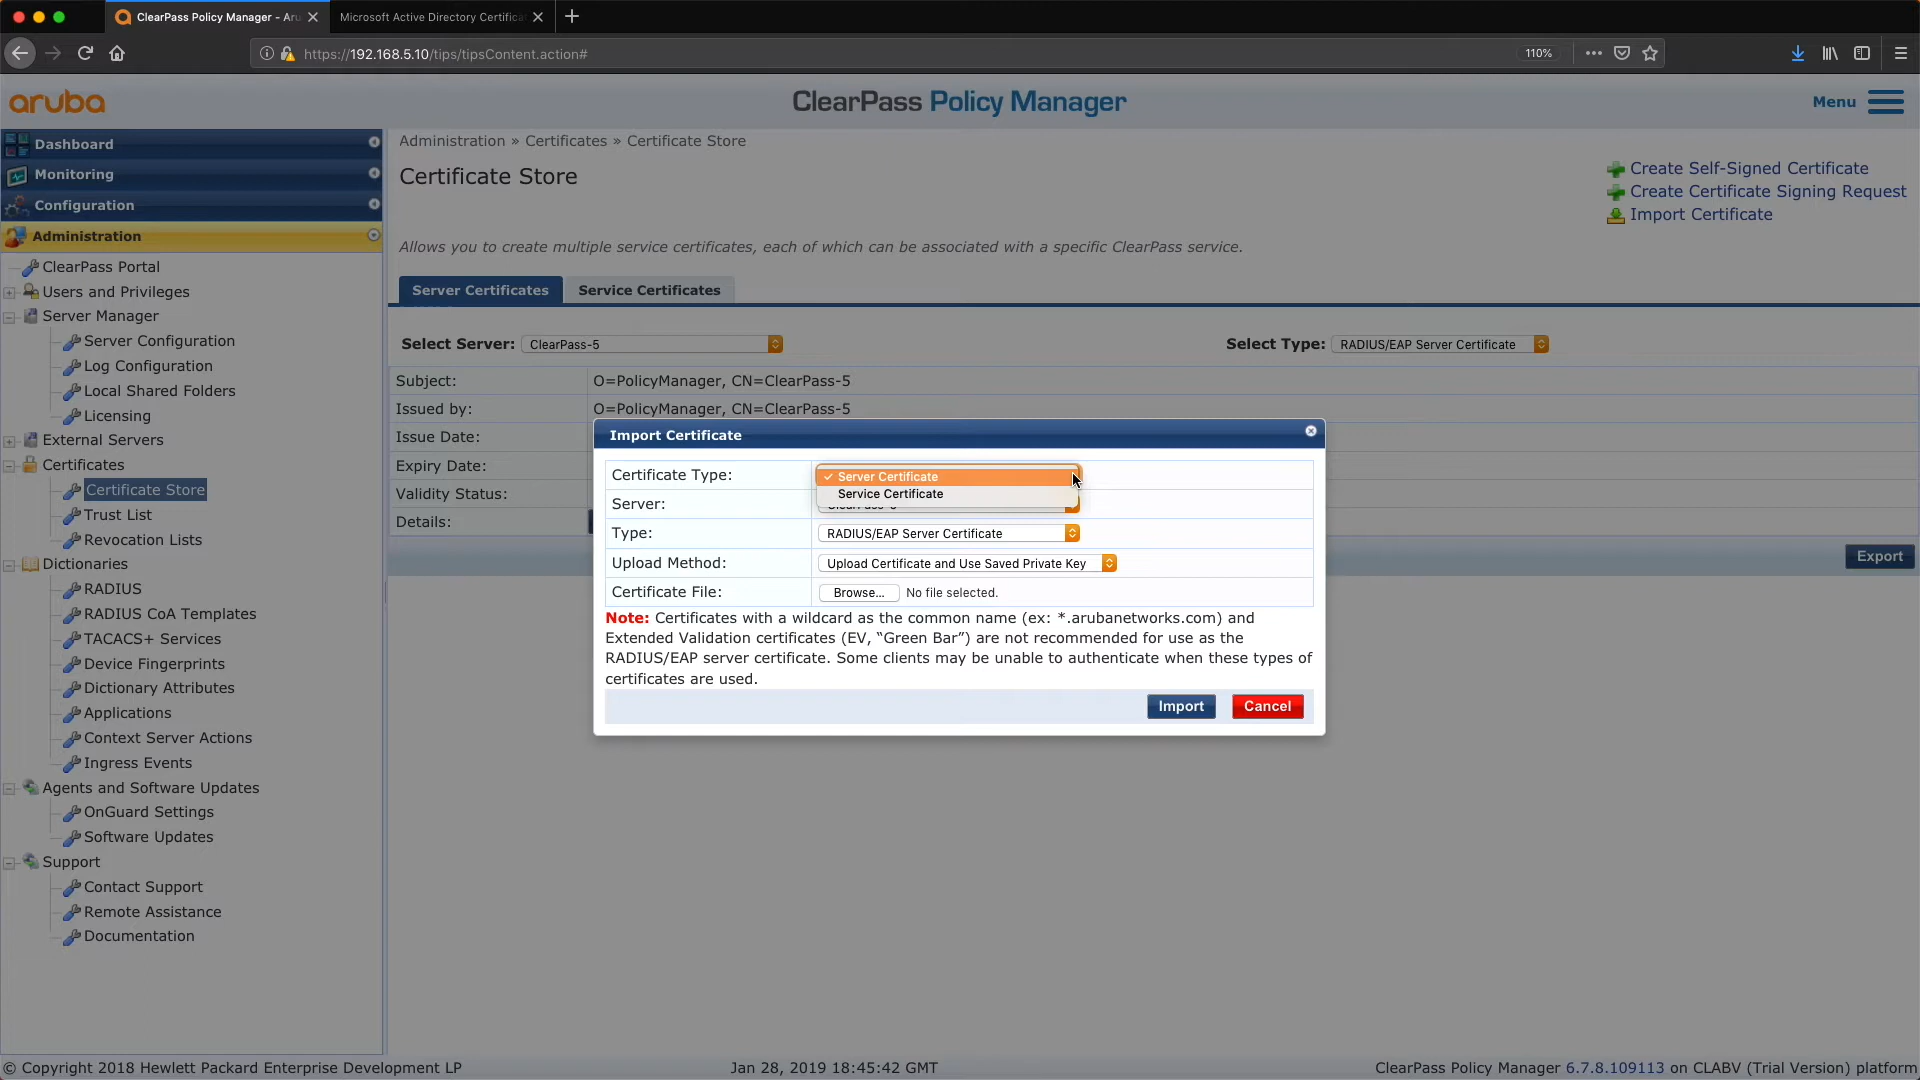 ClearPass Policy Manager - Aru
Microsoft Active Directory Certifica
https://192.168.5.10/tips/tipsContent.action#
110%
aruba
ClearPass Policy Manager
Menu
Dashboard
Monitoring
Configuration
Administration
ClearPass Portal
Users and Privileges
Server Manager
Server Configuration
Log Configuration
Local Shared Folders
Licensing
External Servers
Certificates
Certificate Store
Trust List
Revocation Lists
Dictionaries
RADIUS
RADIUS CoA Templates
TACACS+ Services
Device Fingerprints
Dictionary Attributes
Applications
Context Server Actions
Ingress Events
Agents and Software Updates
OnGuard Settings
Software Updates
Support
Contact Support
Remote Assistance
Documentation
Administration » Certificates » Certificate Store
Certificate Store
Create Self-Signed Certificate
Create Certificate Signing Request
Import Certificate
Allows you to create multiple service certificates, each of which can be associated with a specific ClearPass service.
Server Certificates
Service Certificates
Select Server: ClearPass-5
Select Type: RADIUS/EAP Server Certificate
Subject: O=PolicyManager, CN=ClearPass-5
Issued by: O=PolicyManager, CN=ClearPass-5
Issue Date:
Expiry Date:
Validity Status:
Details:
Export
Import Certificate
Certificate Type: Server Certificate
Service Certificate
Server:
Type: RADIUS/EAP Server Certificate
Upload Method: Upload Certificate and Use Saved Private Key
Certificate File: Browse... No file selected.
Note: Certificates with a wildcard as the common name (ex: *.arubanetworks.com) and
Extended Validation certificates (EV, “Green Bar”) are not recommended for use as the
RADIUS/EAP server certificate. Some clients may be unable to authenticate when these types of
certificates are used.
Import
Cancel
© Copyright 2018 Hewlett Packard Enterprise Development LP
Jan 28, 2019 18:45:42 GMT
ClearPass Policy Manager 6.7.8.109113 on CLABV (Trial Version) platform